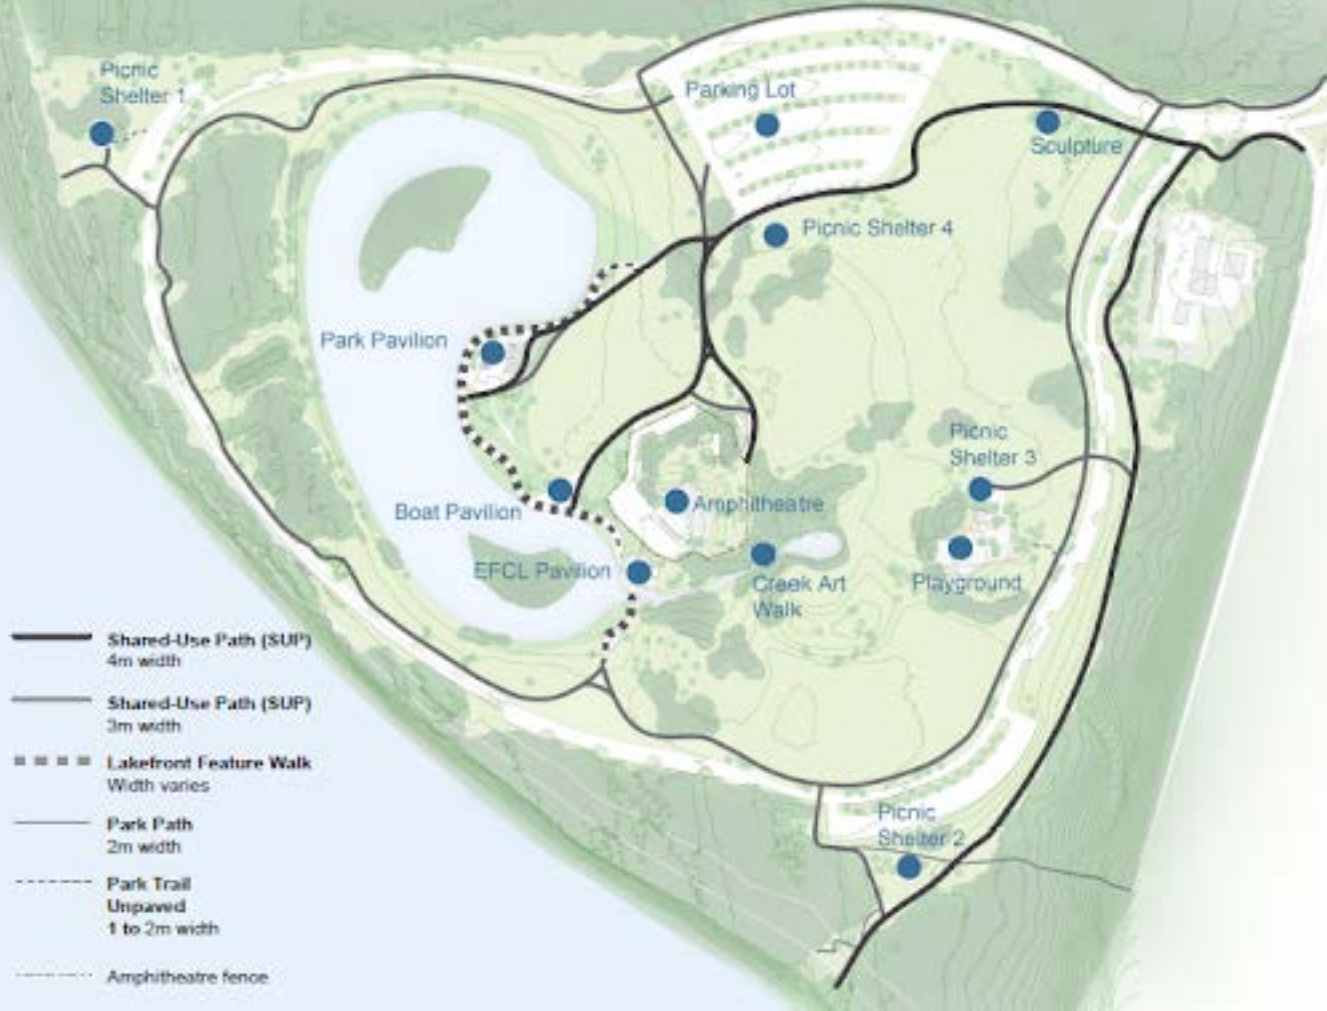 Picnic
Shelter 1
Parking Lot
Sculpture
Picnic Shelter 4
Park Pavilion
Picnic
Shelter 3
Boat Pavilion
Amphitheatre
EFCL Pavilion
Creek Art
Walk
Playground
Picnic
Shelter 2
Shared-Use Path (SUP)
4m width
Shared-Use Path (SUP)
3m width
Lakefront Feature Walk
Width varies
Park Path
2m width
Park Trail
Unpaved
1 to 2m width
Amphitheatre fence